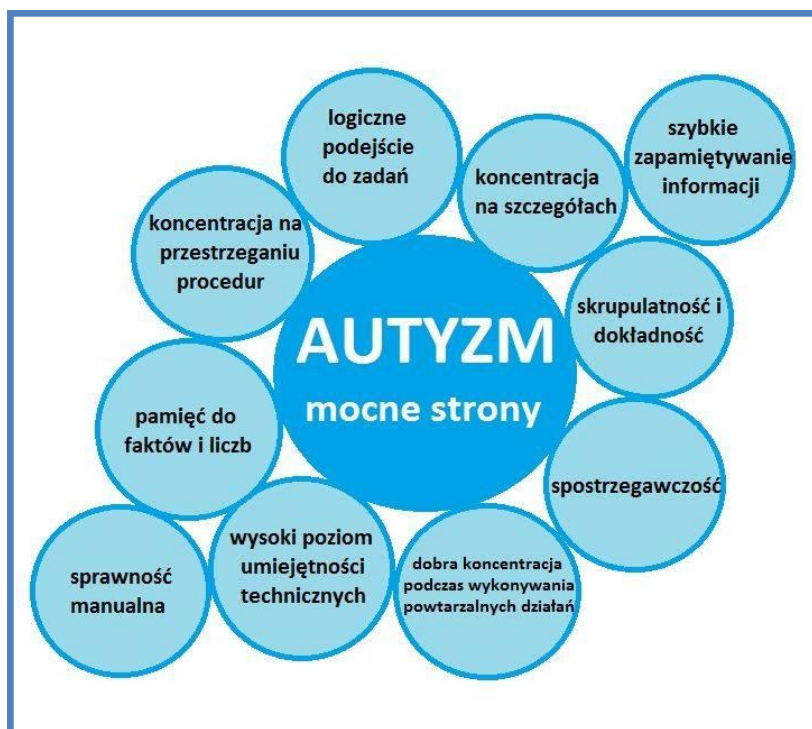 logiczne
podejście
do zadań
szybkie
zapamiętywanie
informacji
koncentracja
na szczegółach
koncentracja na
przestrzeganiu
procedur
skrupulatność i
dokładność
AUTYZM
mocne strony
pamięć do
faktów i liczb
spostrzegawczość
wysoki poziom
umiejętności
technicznych
dobra koncentracja
podczas wykonywania
powtarzalnych działań
sprawność
manualna